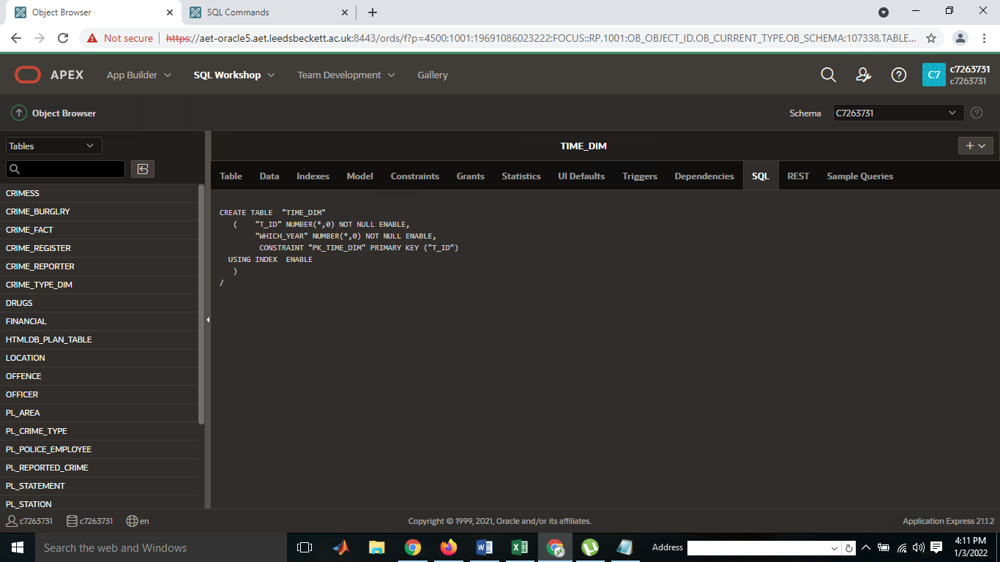 Object Browser
SQL Commands
Not secure
https://aet-oracle5.aet.leedsbeckett.ac.uk:8443/ords/f?p=4500:1001:19691086023222:FOCUS::RP,1001:OB_OBJECT_ID,OB_CURRENT_TYPE,OB_SCHEMA:107338,TABLE...
APEX
App Builder
SQL Workshop
Team Development
Gallery
C7
c7263731
c7263731
Object Browser
Schema
C7263731
Tables
TIME_DIM
Table
Data
Indexes
Model
Constraints
Grants
Statistics
UI Defaults
Triggers
Dependencies
SQL
REST
Sample Queries
CRIMESS
CRIME_BURGLRY
CRIME_FACT
CRIME_REGISTER
CRIME_REPORTER
CRIME_TYPE_DIM
DRUGS
FINANCIAL
HTMLDB_PLAN_TABLE
LOCATION
OFFENCE
OFFICER
PL_AREA
PL_CRIME_TYPE
PL_POLICE_EMPLOYEE
PL_REPORTED_CRIME
PL_STATEMENT
PL_STATION
CREATE TABLE "TIME_DIM"
( "T_ID" NUMBER(*,0) NOT NULL ENABLE,
"WHICH_YEAR" NUMBER(*,0) NOT NULL ENABLE,
CONSTRAINT "PK_TIME_DIM" PRIMARY KEY ("T_ID")
USING INDEX ENABLE
)
/
c7263731
c7263731
en
Copyright © 1999, 2021, Oracle and/or its affiliates.
Application Express 21.1.2
Search the web and Windows
Address
4:11 PM
1/3/2022